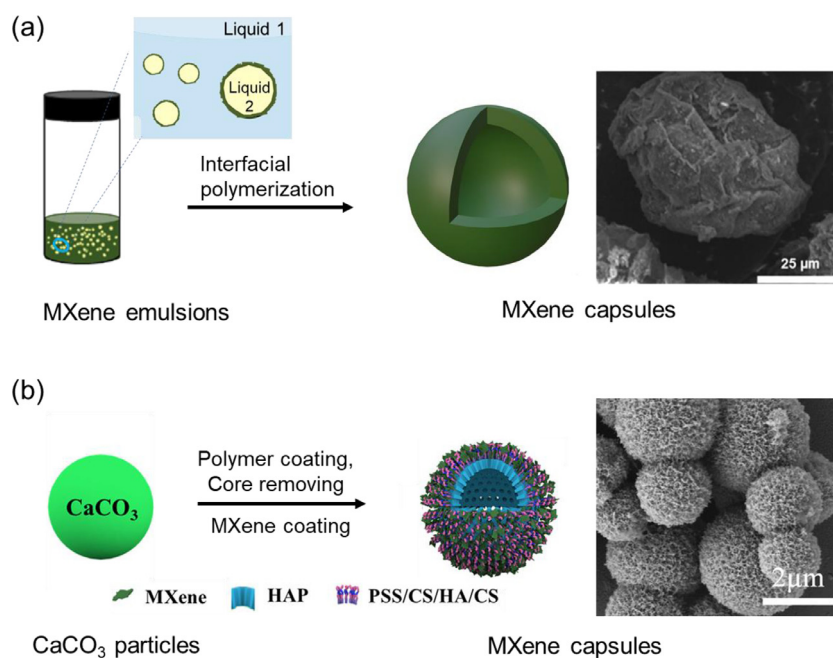 (a)
Liquid 1
Liquid
2
Interfacial
polymerization
25 µm
MXene emulsions
MXene capsules
(b)
CaCO₃
Polymer coating,
Core removing
MXene coating
2µm
MXene
HAP
PSS/CS/HA/CS
CaCO₃ particles
MXene capsules